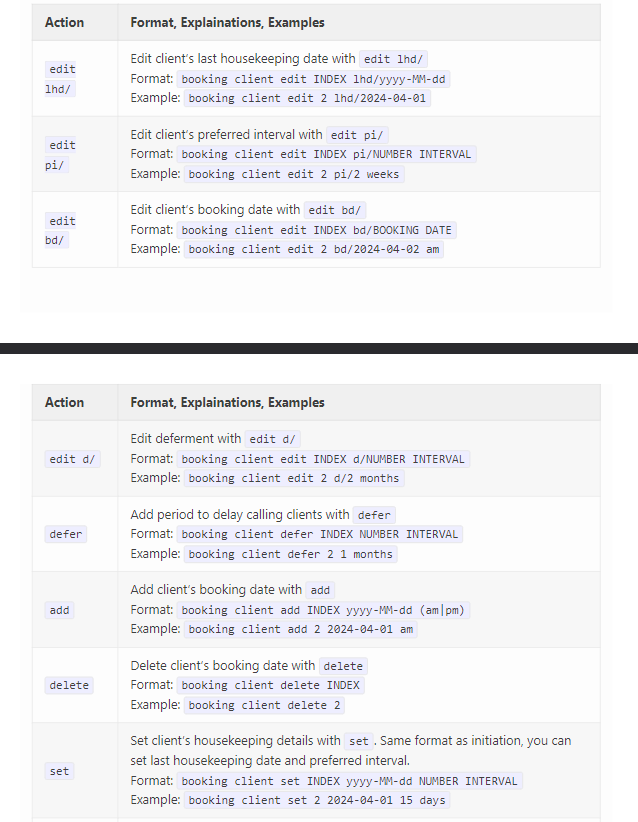 Action Format, Explainations, Examples
edit lhd/
Edit client's last housekeeping date with edit lhd/
Format: booking client edit INDEX lhd/yyyy-MM-dd
Example: booking client edit 2 lhd/2024-04-01
edit pi/
Edit client's preferred interval with edit pi/
Format: booking client edit INDEX pi/NUMBER INTERVAL
Example: booking client edit 2 pi/2 weeks
edit bd/
Edit client's booking date with edit bd/
Format: booking client edit INDEX bd/BOOKING DATE
Example: booking client edit 2 bd/2024-04-02 am
Action Format, Explainations, Examples
edit d/
Edit deferment with edit d/
Format: booking client edit INDEX d/NUMBER INTERVAL
Example: booking client edit 2 d/2 months
defer
Add period to delay calling clients with defer
Format: booking client defer INDEX NUMBER INTERVAL
Example: booking client defer 2 1 months
add
Add client's booking date with add
Format: booking client add INDEX yyyy-MM-dd (am|pm)
Example: booking client add 2 2024-04-01 am
delete
Delete client's booking date with delete
Format: booking client delete INDEX
Example: booking client delete 2
set
Set client's housekeeping details with set . Same format as initiation, you can
set last housekeeping date and preferred interval.
Format: booking client set INDEX yyyy-MM-dd NUMBER INTERVAL
Example: booking client set 2 2024-04-01 15 days